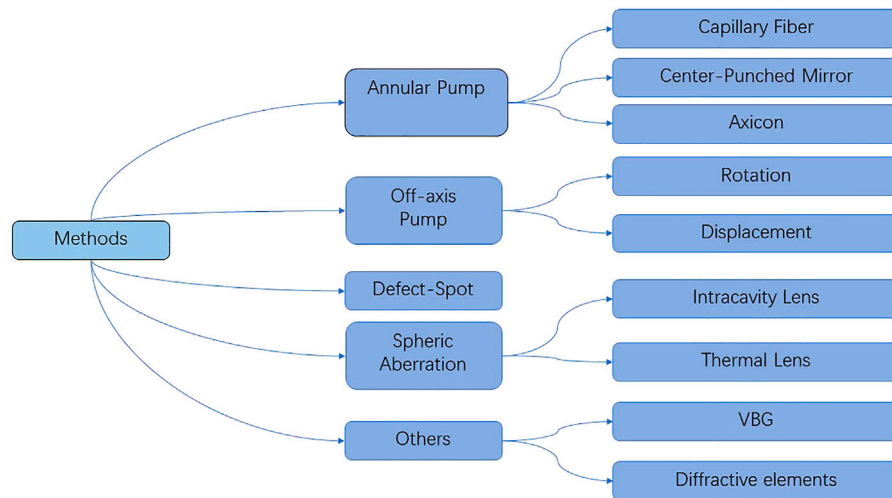 Methods
Annular Pump
Capillary Fiber
Center-Punched Mirror
Axicon
Off-axis
Pump
Rotation
Displacement
Defect-Spot
Spheric
Aberration
Intracavity Lens
Thermal Lens
Others
VBG
Diffractive elements